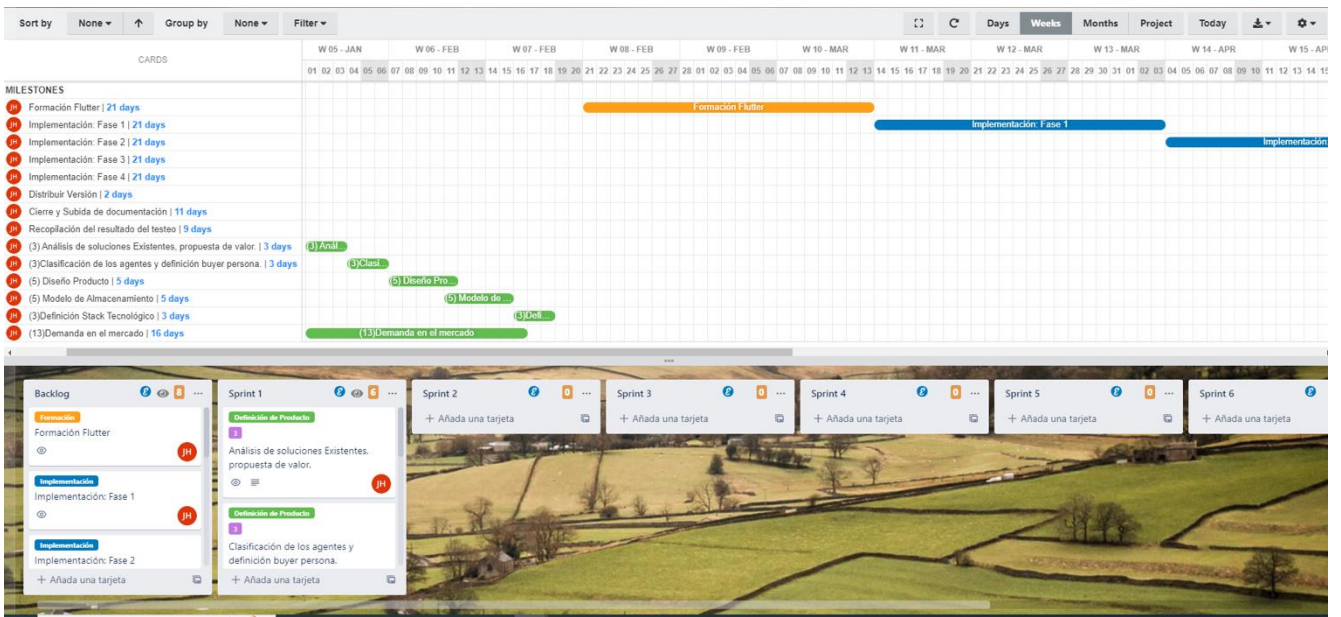 Sort by None Group by None Filter Days Weeks Months Project Today
CARDS
W 05 - JAN W 06 - FEB W 07 - FEB W 08 - FEB W 09 - FEB W 10 - MAR W 11 - MAR W 12 - MAR W 13 - MAR W 14 - APR W 15 - AP
01 02 03 04 05 06 07 08 09 10 11 12 13 14 15 16 17 18 19 20 21 22 23 24 25 26 27 28 01 02 03 04 05 06 07 08 09 10 11 12 13 14 15 16 17 18 19 20 21 22 23 24 25 26 27 28 29 30 31 01 02 03 04 05 06 07 08 09 10 11 12 13 14 15
MILESTONES
JH Formación Flutter | 21 days Formación Flutter
JH Implementación: Fase 1 | 21 days Implementación: Fase 1
JH Implementación: Fase 2 | 21 days Implementación:
JH Implementación: Fase 3 | 21 days
JH Implementación: Fase 4 | 21 days
JH Distribuir Versión | 2 days
JH Cierre y Subida de documentación | 11 days
JH Recopilación del resultado del testeo | 9 days
JH (3) Análisis de soluciones Existentes, propuesta de valor. | 3 days (3) Anál...
JH (3)Clasificación de los agentes y definición buyer persona. | 3 days (3)Clasi...
JH (5) Diseño Producto | 5 days (5) Diseño Pro...
JH (5) Modelo de Almacenamiento | 5 days (5) Modelo de ...
JH (3)Definición Stack Tecnológico | 3 days (3)Defi...
JH (13)Demanda en el mercado | 16 days (13)Demanda en el mercado
Backlog 8 ... Sprint 1 6 ... Sprint 2 0 ... Sprint 3 0 ... Sprint 4 0 ... Sprint 5 0 ... Sprint 6
+ Añada una tarjeta + Añada una tarjeta + Añada una tarjeta + Añada una tarjeta + Añada una tarjeta
Formación
Formación Flutter
JH
Implementación
Implementación: Fase 1
JH
Implementación
Implementación: Fase 2
+ Añada una tarjeta
Definición de Producto
3
Análisis de soluciones Existentes,
propuesta de valor.
JH
Definición de Producto
3
Clasificación de los agentes y
definición buyer persona.
+ Añada una tarjeta